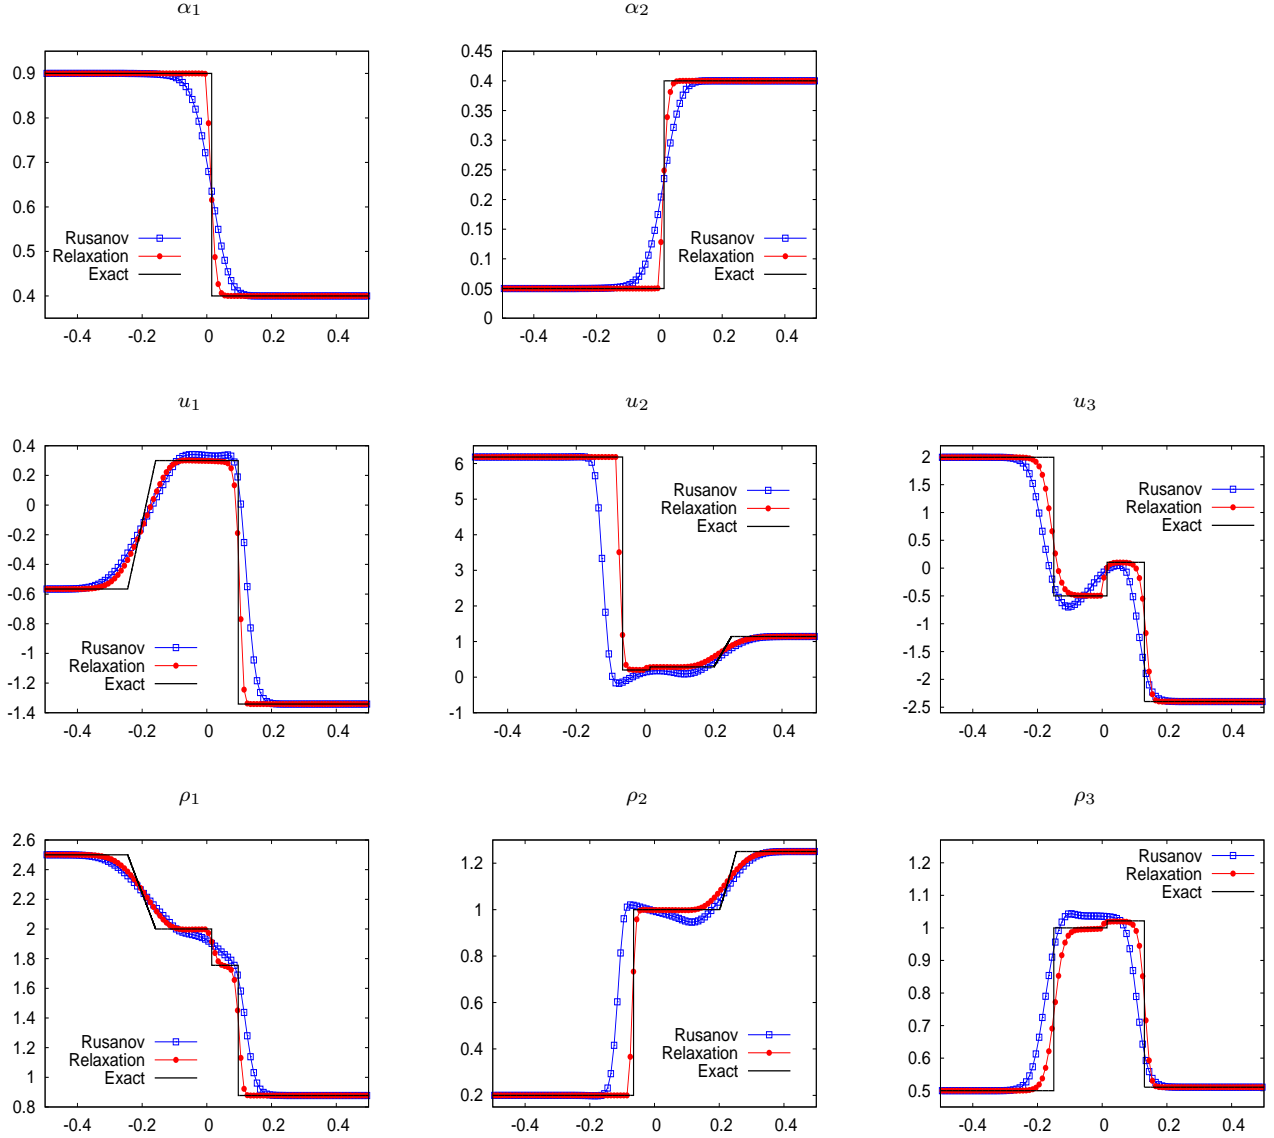 α1
α2
0.9
0.8
0.7
0.6
0.5
0.4
-0.4 -0.2 0 0.2 0.4
Rusanov
Relaxation
Exact
0.45
0.4
0.35
0.3
0.25
0.2
0.15
0.1
0.05
0
-0.4 -0.2 0 0.2 0.4
Rusanov
Relaxation
Exact
u1
u2
u3
0.4
0.2
0
-0.2
-0.4
-0.6
-0.8
-1
-1.2
-1.4
-0.4 -0.2 0 0.2 0.4
Rusanov
Relaxation
Exact
6
5
4
3
2
1
0
-1
-0.4 -0.2 0 0.2 0.4
Rusanov
Relaxation
Exact
2
1.5
1
0.5
0
-0.5
-1
-1.5
-2
-2.5
-0.4 -0.2 0 0.2 0.4
Rusanov
Relaxation
Exact
ρ1
ρ2
ρ3
2.6
2.4
2.2
2
1.8
1.6
1.4
1.2
1
0.8
-0.4 -0.2 0 0.2 0.4
Rusanov
Relaxation
Exact
1.2
1
0.8
0.6
0.4
0.2
-0.4 -0.2 0 0.2 0.4
Rusanov
Relaxation
Exact
1.2
1.1
1
0.9
0.8
0.7
0.6
0.5
-0.4 -0.2 0 0.2 0.4
Rusanov
Relaxation
Exact